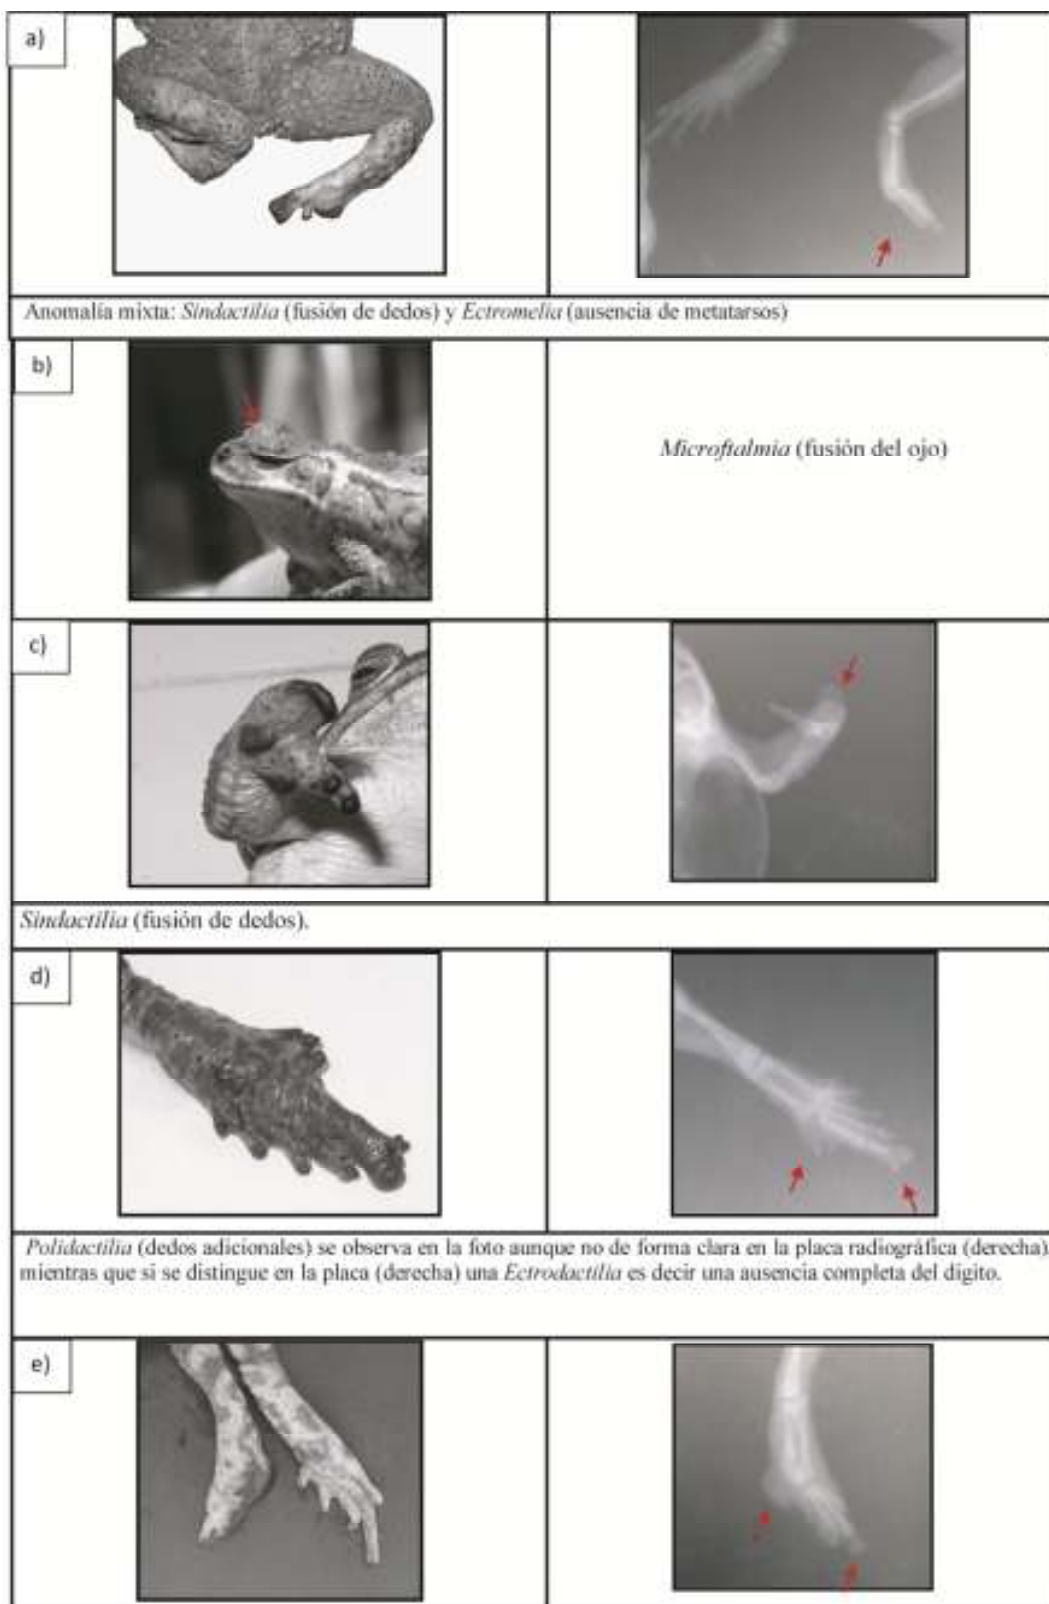 a)
Anomalía mixta: Sindactilia (fusión de dedos) y Ectromelia (ausencia de metatarsos)
b)
Microftalmia (fusión del ojo)
c)
Sindactilia (fusión de dedos).
d)
Polidactilia (dedos adicionales) se observa en la foto aunque no de forma clara en la placa radiográfica (derecha)
mientras que si se distingue en la placa (derecha) una Ectrodactilia es decir una ausencia completa del digito.
e)